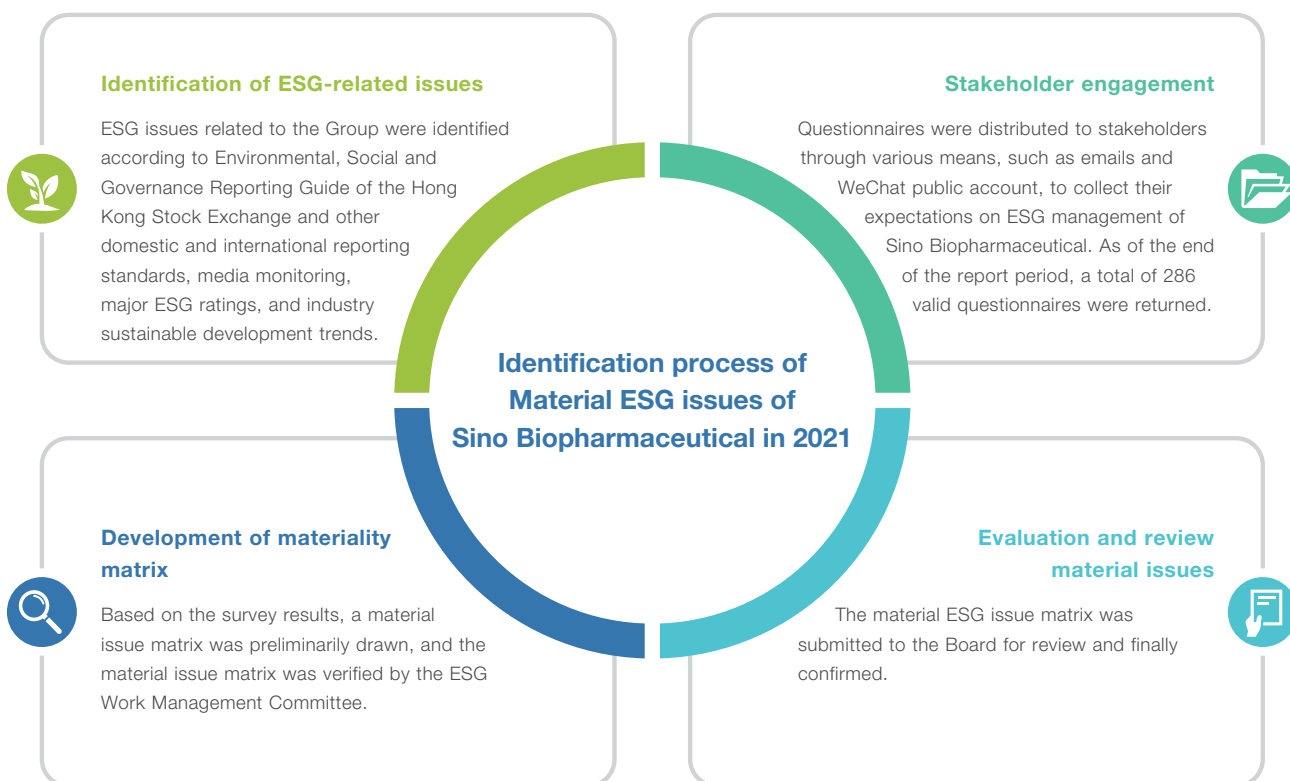 Identification of ESG-related issues
ESG issues related to the Group were identified
according to Environmental, Social and
Governance Reporting Guide of the Hong
Kong Stock Exchange and other
domestic and international reporting
standards, media monitoring,
major ESG ratings, and industry
sustainable development trends.
Stakeholder engagement
Questionnaires were distributed to stakeholders
through various means, such as emails and
WeChat public account, to collect their
expectations on ESG management of
Sino Biopharmaceutical. As of the end
of the report period, a total of 286
valid questionnaires were returned.
Identification process of
Material ESG issues of
Sino Biopharmaceutical in 2021
Development of materiality
matrix
Based on the survey results, a material
issue matrix was preliminarily drawn, and the
material issue matrix was verified by the ESG
Work Management Committee.
Evaluation and review
material issues
The material ESG issue matrix was
submitted to the Board for review and finally
confirmed.